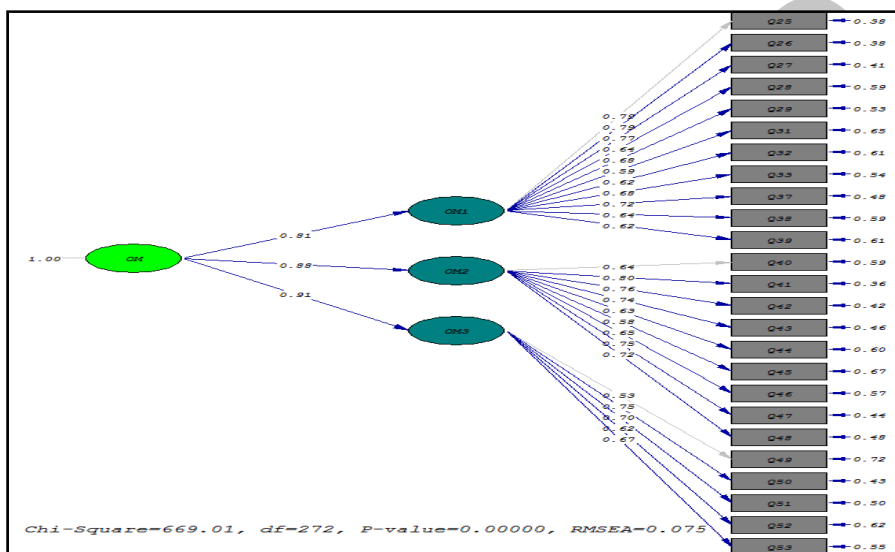 Q25 0.38
Q26 0.38
Q27 0.41
Q28 0.59
Q29 0.53
Q31 0.65
Q32 0.61
Q33 0.54
Q37 0.48
Q38 0.59
Q39 0.61
Q40 0.59
Q41 0.36
Q42 0.42
Q43 0.46
Q44 0.60
Q45 0.67
Q46 0.57
Q47 0.44
Q48 0.48
Q49 0.72
Q50 0.43
Q51 0.50
Q52 0.62
Q53 0.55
0.79
0.79
0.77
0.64
0.68
0.59
0.62
0.68
0.72
0.64
0.62
OM1
0.81
1.00 OM
0.88
OM2
0.64
0.80
0.76
0.74
0.63
0.58
0.65
0.75
0.72
0.91
OM3
0.53
0.75
0.70
0.62
0.67
Chi-Square=669.01, df=272, P-value=0.00000, RMSEA=0.075